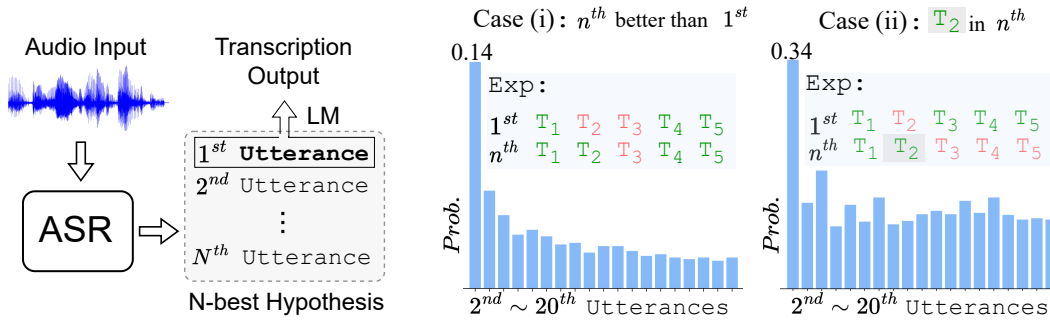 Audio Input
ASR
Transcription
Output
LM
1st Utterance
2nd Utterance
⋮
Nth Utterance
N-best Hypothesis
Case (i): nth better than 1st
0.14
Exp:
1st T1 T2 T3 T4 T5
nth T1 T2 T3 T4 T5
Prob.
2nd ~ 20th Utterances
Case (ii): T2 in nth
0.34
Exp:
1st T1 T2 T3 T4 T5
nth T1 T2 T3 T4 T5
Prob.
2nd ~ 20th Utterances